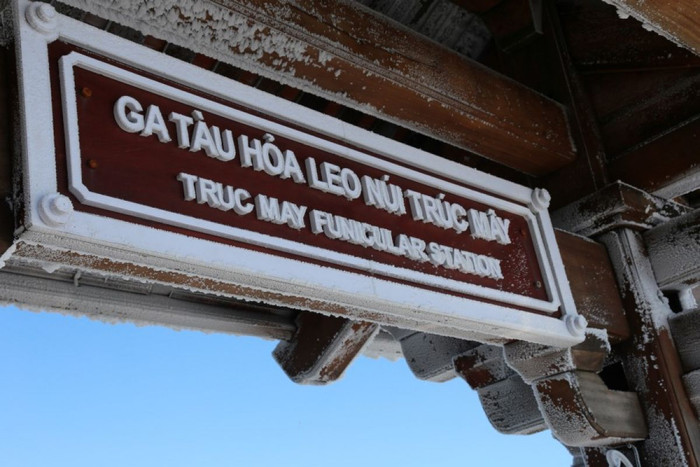 GA TÀU HỎA LEO NÚI TRÚC MÂY
TRUC MAY FUNICULAR STATION